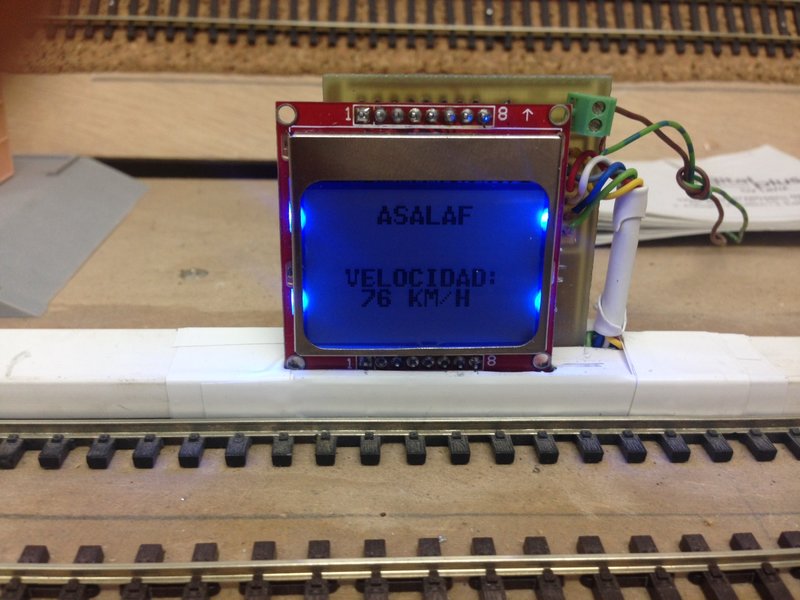 1 8 ↑
ASALAF
VELOCIDAD:
76 KM/H
1 8